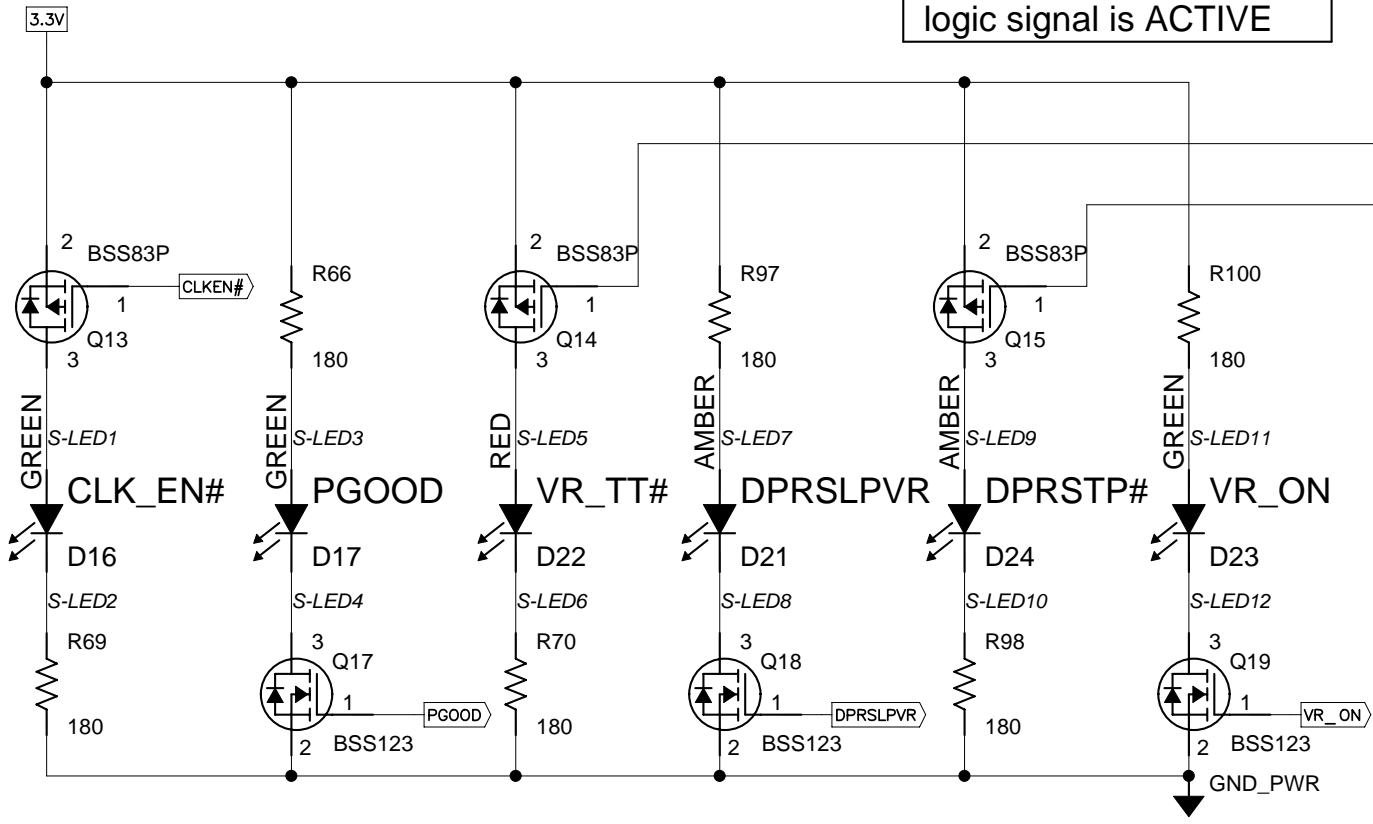 logic signal is ACTIVE
3.3V
2
BSS83P
CLKEN#
1
Q13
3
GREEN
S-LED1
CLK_EN#
D16
S-LED2
R69
180
R66
180
GREEN
S-LED3
PGOOD
D17
S-LED4
3
Q17
1
PGOOD
2
BSS123
2
BSS83P
1
Q14
3
RED
S-LED5
VR_TT#
D22
S-LED6
R70
180
R97
180
AMBER
S-LED7
DPRSLPVR
D21
S-LED8
3
Q18
1
DPRSLPVR
2
BSS123
2
BSS83P
1
Q15
3
AMBER
S-LED9
DPRSTP#
D24
S-LED10
R98
180
R100
180
GREEN
S-LED11
VR_ON
D23
S-LED12
3
Q19
1
VR_ON
2
BSS123
GND_PWR